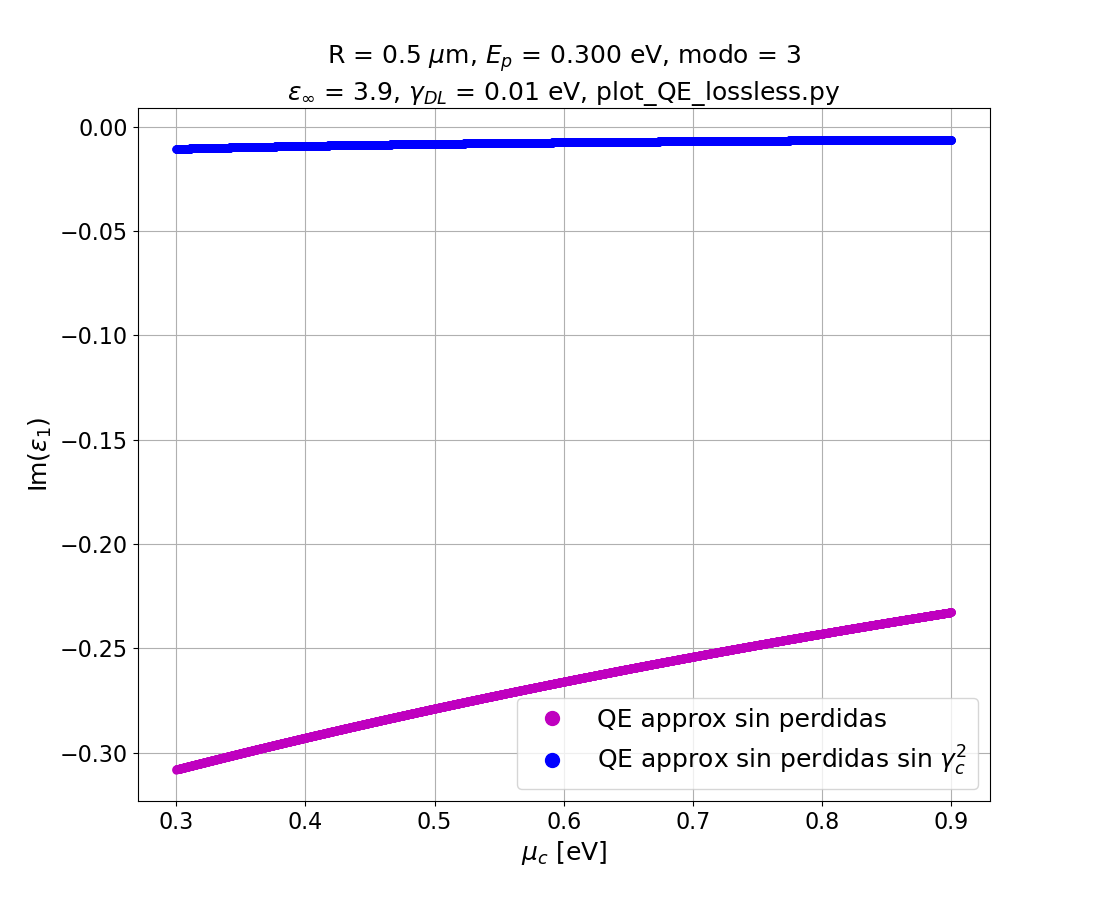 R = 0.5 μm, E_p = 0.300 eV, modo = 3
ε_∞ = 3.9, γ_DL = 0.01 eV, plot_QE_lossless.py
0.00
−0.05
−0.10
−0.15
−0.20
−0.25
−0.30
Im(ε_1)
QE approx sin perdidas
QE approx sin perdidas sin γ_c^2
0.3 0.4 0.5 0.6 0.7 0.8 0.9
μ_c [eV]